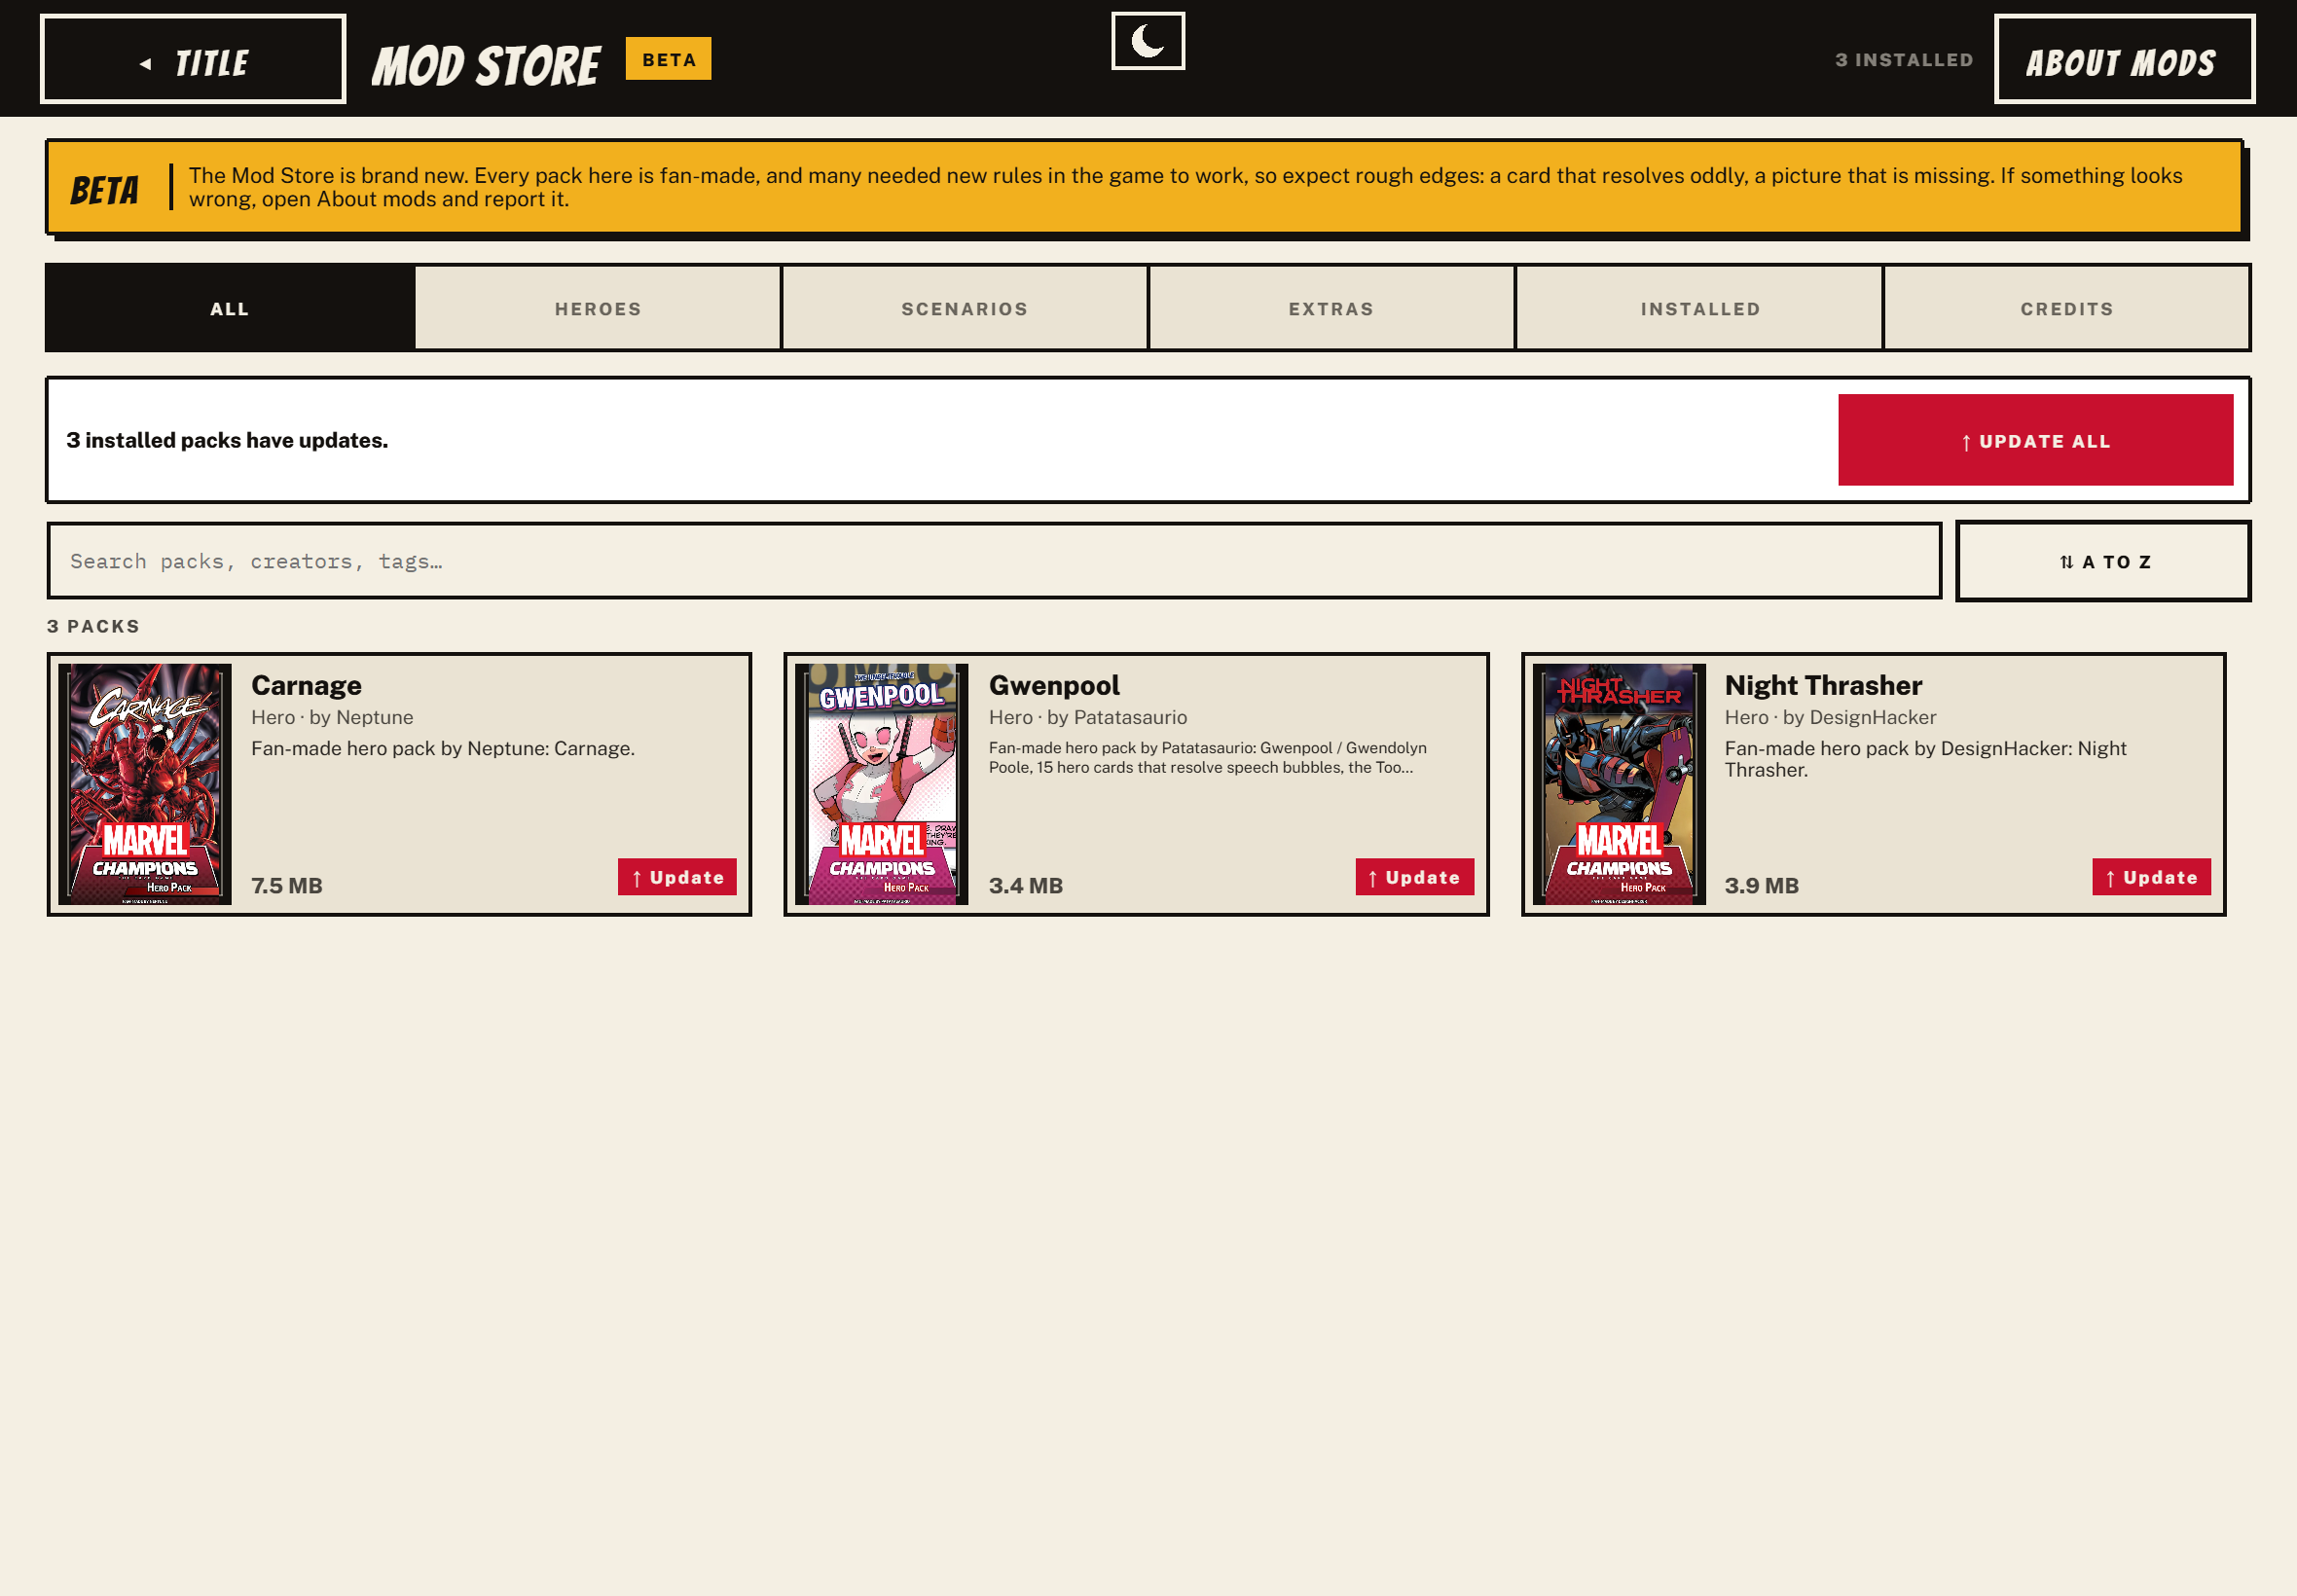 ◂ TITLE
MOD STORE
BETA
3 INSTALLED
ABOUT MODS
BETA
The Mod Store is brand new. Every pack here is fan-made, and many needed new rules in the game to work, so expect rough edges: a card that resolves oddly, a picture that is missing. If something looks
wrong, open About mods and report it.
ALL
HEROES
SCENARIOS
EXTRAS
INSTALLED
CREDITS
3 installed packs have updates.
↑ UPDATE ALL
Search packs, creators, tags…
⇅ A TO Z
3 PACKS
CARNAGE
MARVEL
CHAMPIONS
HERO PACK
Carnage
Hero · by Neptune
Fan-made hero pack by Neptune: Carnage.
7.5 MB
↑ Update
GWENPOOL
MARVEL
CHAMPIONS
HERO PACK
Gwenpool
Hero · by Patatasaurio
Fan-made hero pack by Patatasaurio: Gwenpool / Gwendolyn
Poole, 15 hero cards that resolve speech bubbles, the Too…
3.4 MB
↑ Update
NIGHT
THRASHER
MARVEL
CHAMPIONS
HERO PACK
Night Thrasher
Hero · by DesignHacker
Fan-made hero pack by DesignHacker: Night
Thrasher.
3.9 MB
↑ Update